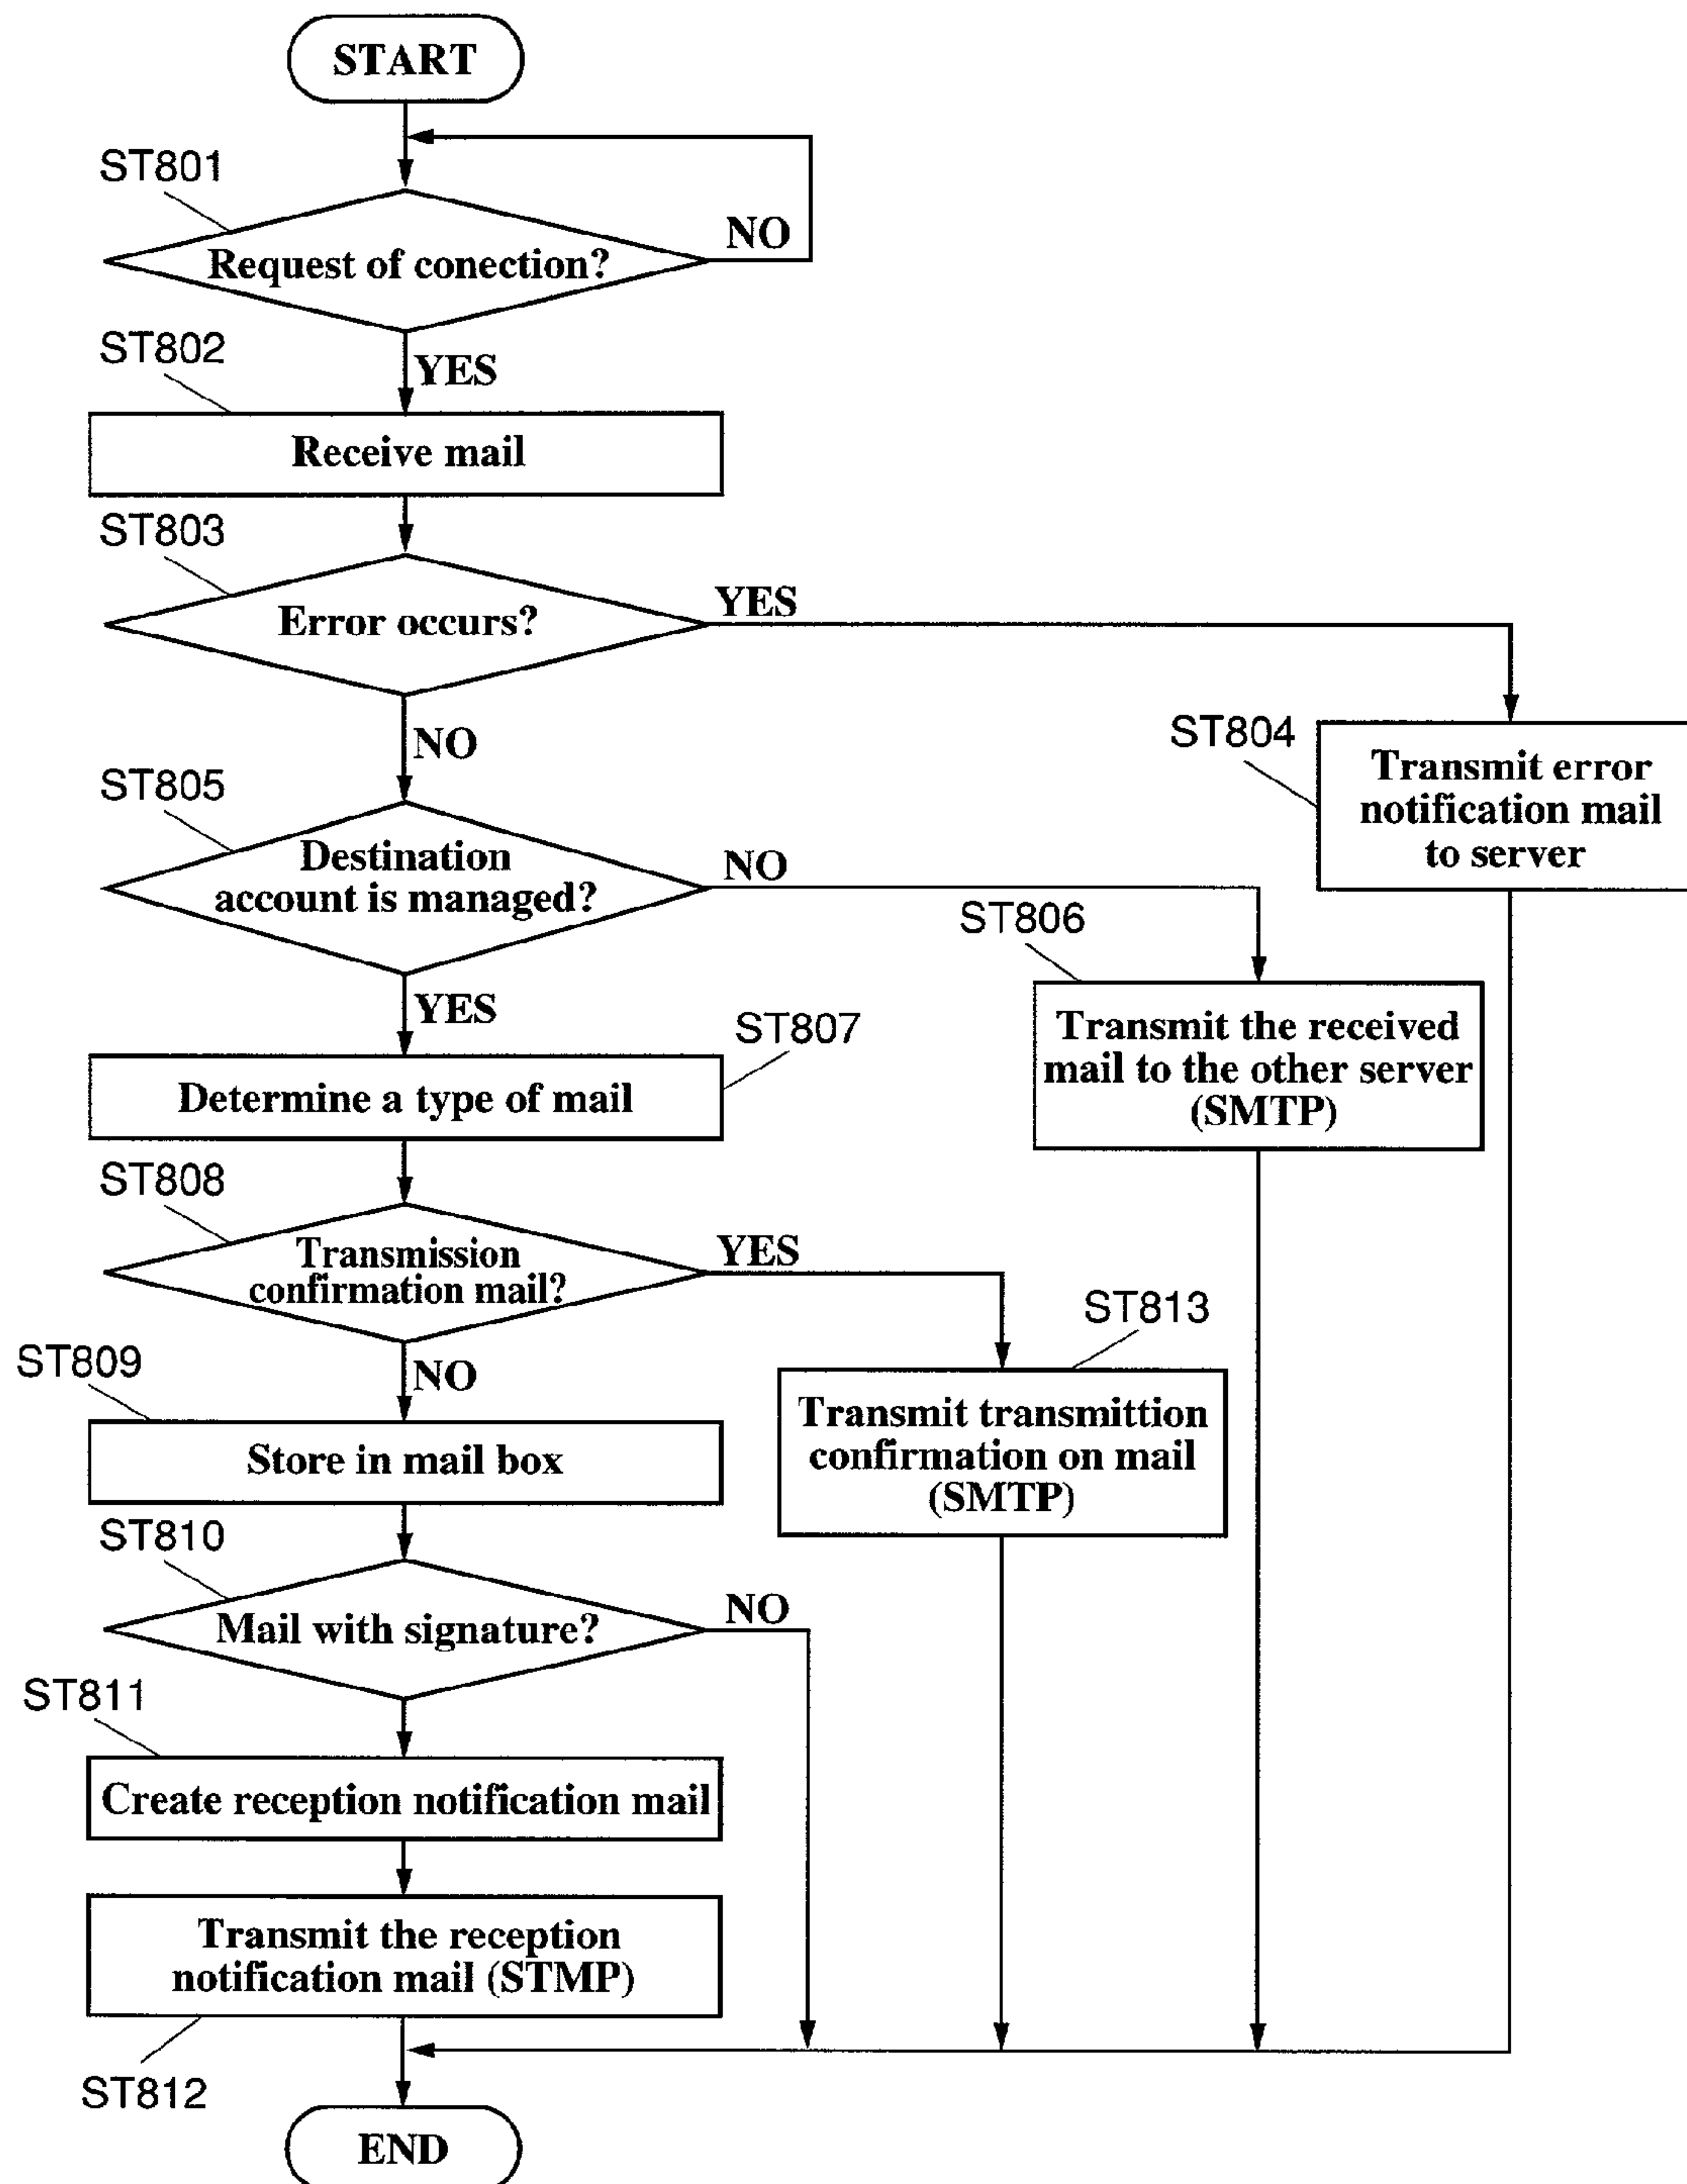 START
ST801
NO
Request of conection?
ST802
YES
Receive mail
ST803
YES
Error occurs?
NO
ST804
Transmit error
notification mail
to server
ST805
Destination
account is managed?
NO
ST806
YES
Transmit the received
mail to the other server
(SMTP)
ST807
Determine a type of mail
ST808
Transmission
confirmation mail?
YES
ST813
ST809
NO
Transmit transmittion
confirmation on mail
(SMTP)
Store in mail box
ST810
NO
Mail with signature?
ST811
Create reception notification mail
Transmit the reception
notification mail (STMP)
ST812
END